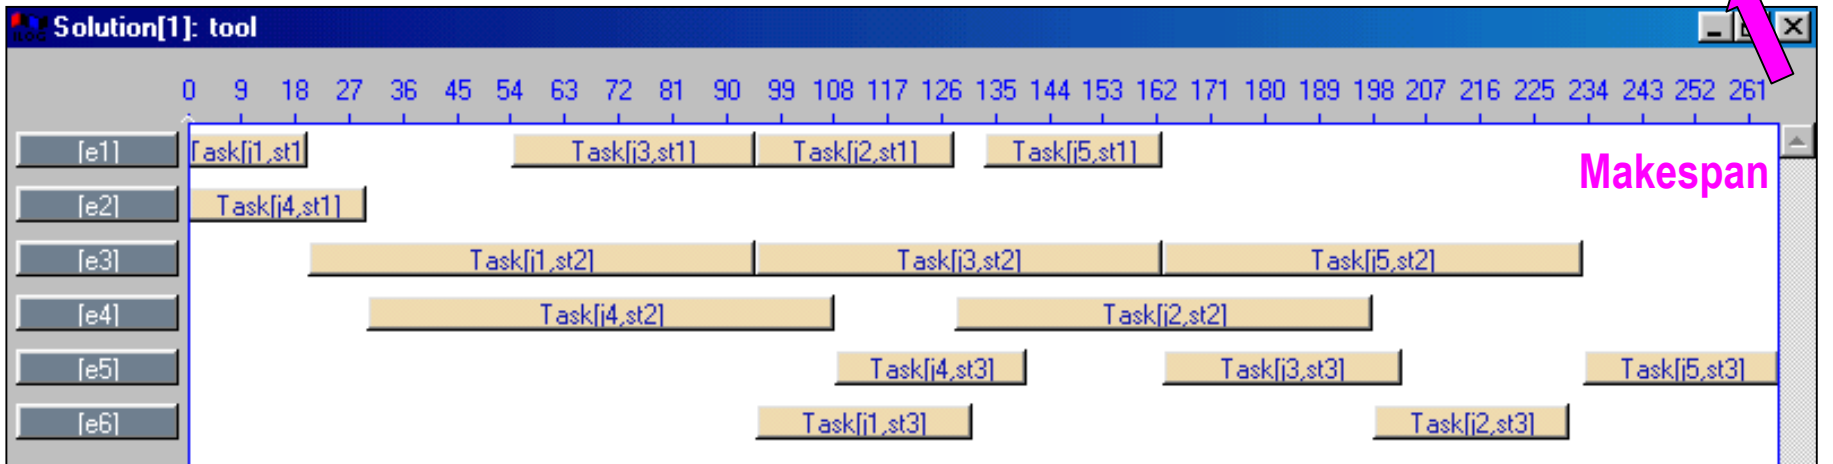 Solution[1]: tool
0 9 18 27 36 45 54 63 72 81 90 99 108 117 126 135 144 153 162 171 180 189 198 207 216 225 234 243 252 261
[e1] Task[j1,st1 Task[j3,st1] Task[j2,st1] Task[j5,st1]
Makespan
[e2] Task[j4,st1]
[e3] Task[j1,st2] Task[j3,st2] Task[j5,st2]
[e4] Task[j4,st2] Task[j2,st2]
[e5] Task[j4,st3] Task[j3,st3] Task[j5,st3]
[e6] Task[j1,st3] Task[j2,st3]